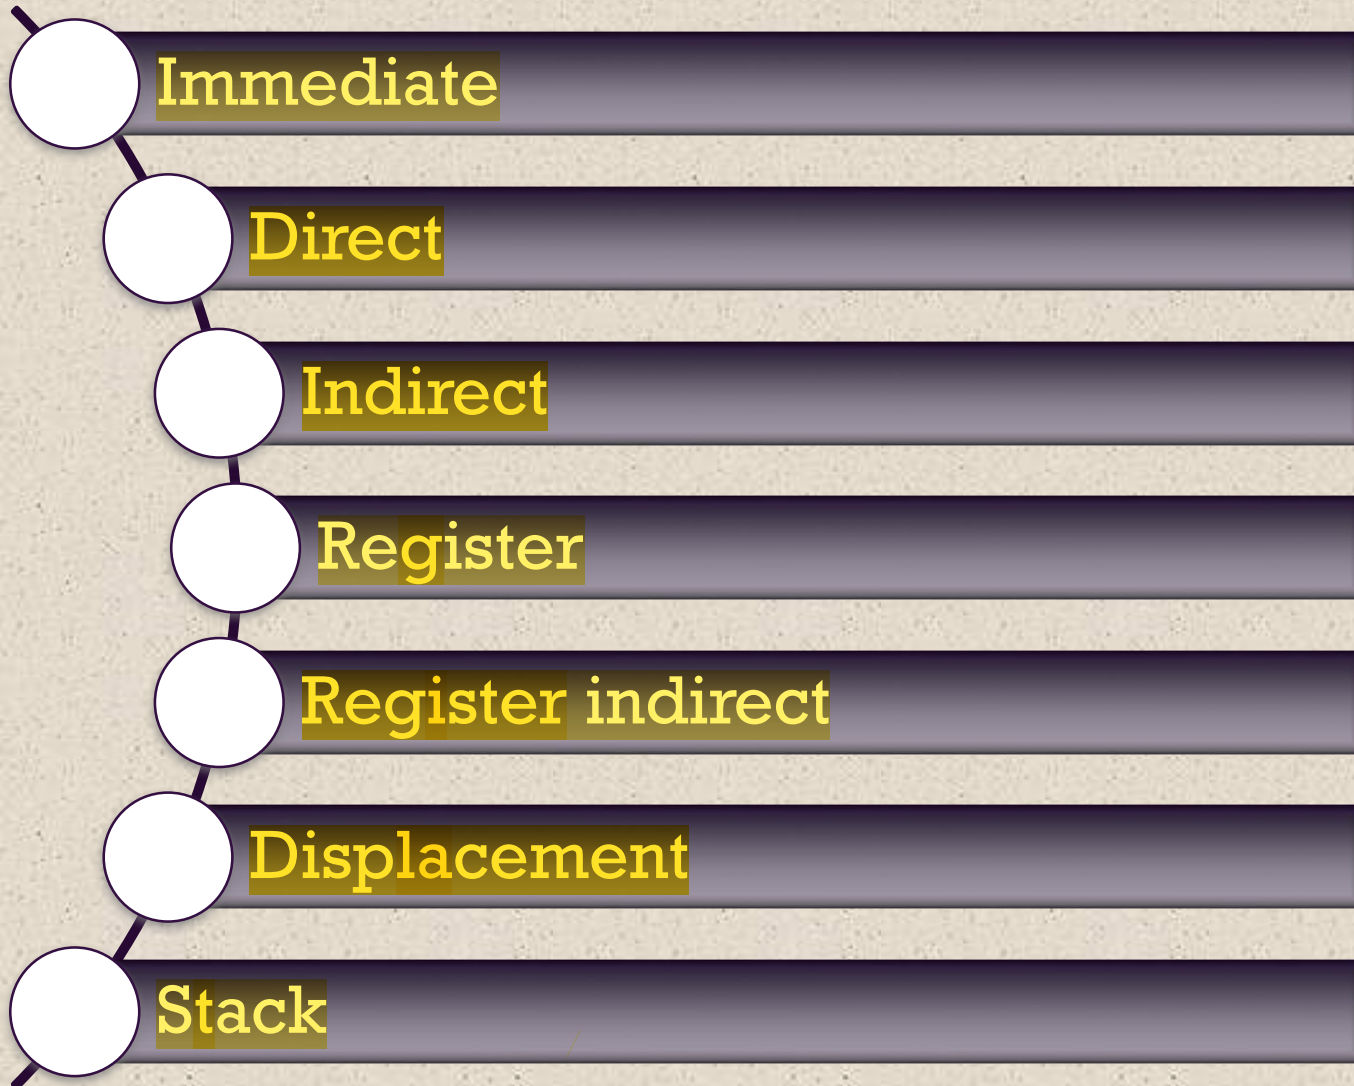 Immediate
Direct
Indirect
Register
Register indirect
Displacement
Stack